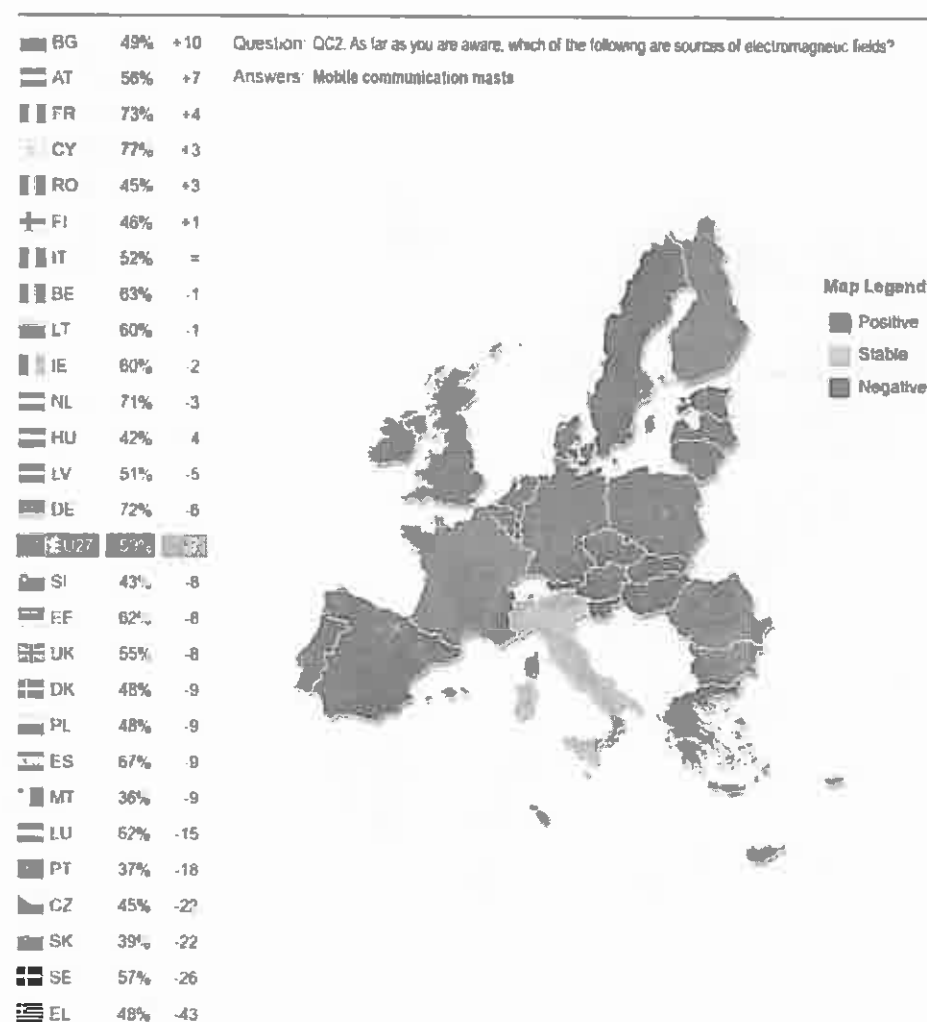 BG 49% +10
Question: QC2. As far as you are aware, which of the following are sources of electromagnetic fields?
AT 56% +7
Answers: Mobile communication masts
FR 73% +4
CY 77% +3
RO 45% +3
FI 46% +1
IT 52% =
BE 63% -1
LT 60% -1
IE 60% -2
NL 71% -3
HU 42% 4
LV 51% -5
DE 72% -6
EU27 59%
SI 43% -8
EE 62% -8
UK 55% -8
DK 48% -9
PL 48% -9
ES 67% -9
MT 36% -9
LU 62% -15
PT 37% -18
CZ 45% -22
SK 39% -22
SE 57% -26
EL 48% -43
Map Legend
Positive
Stable
Negative